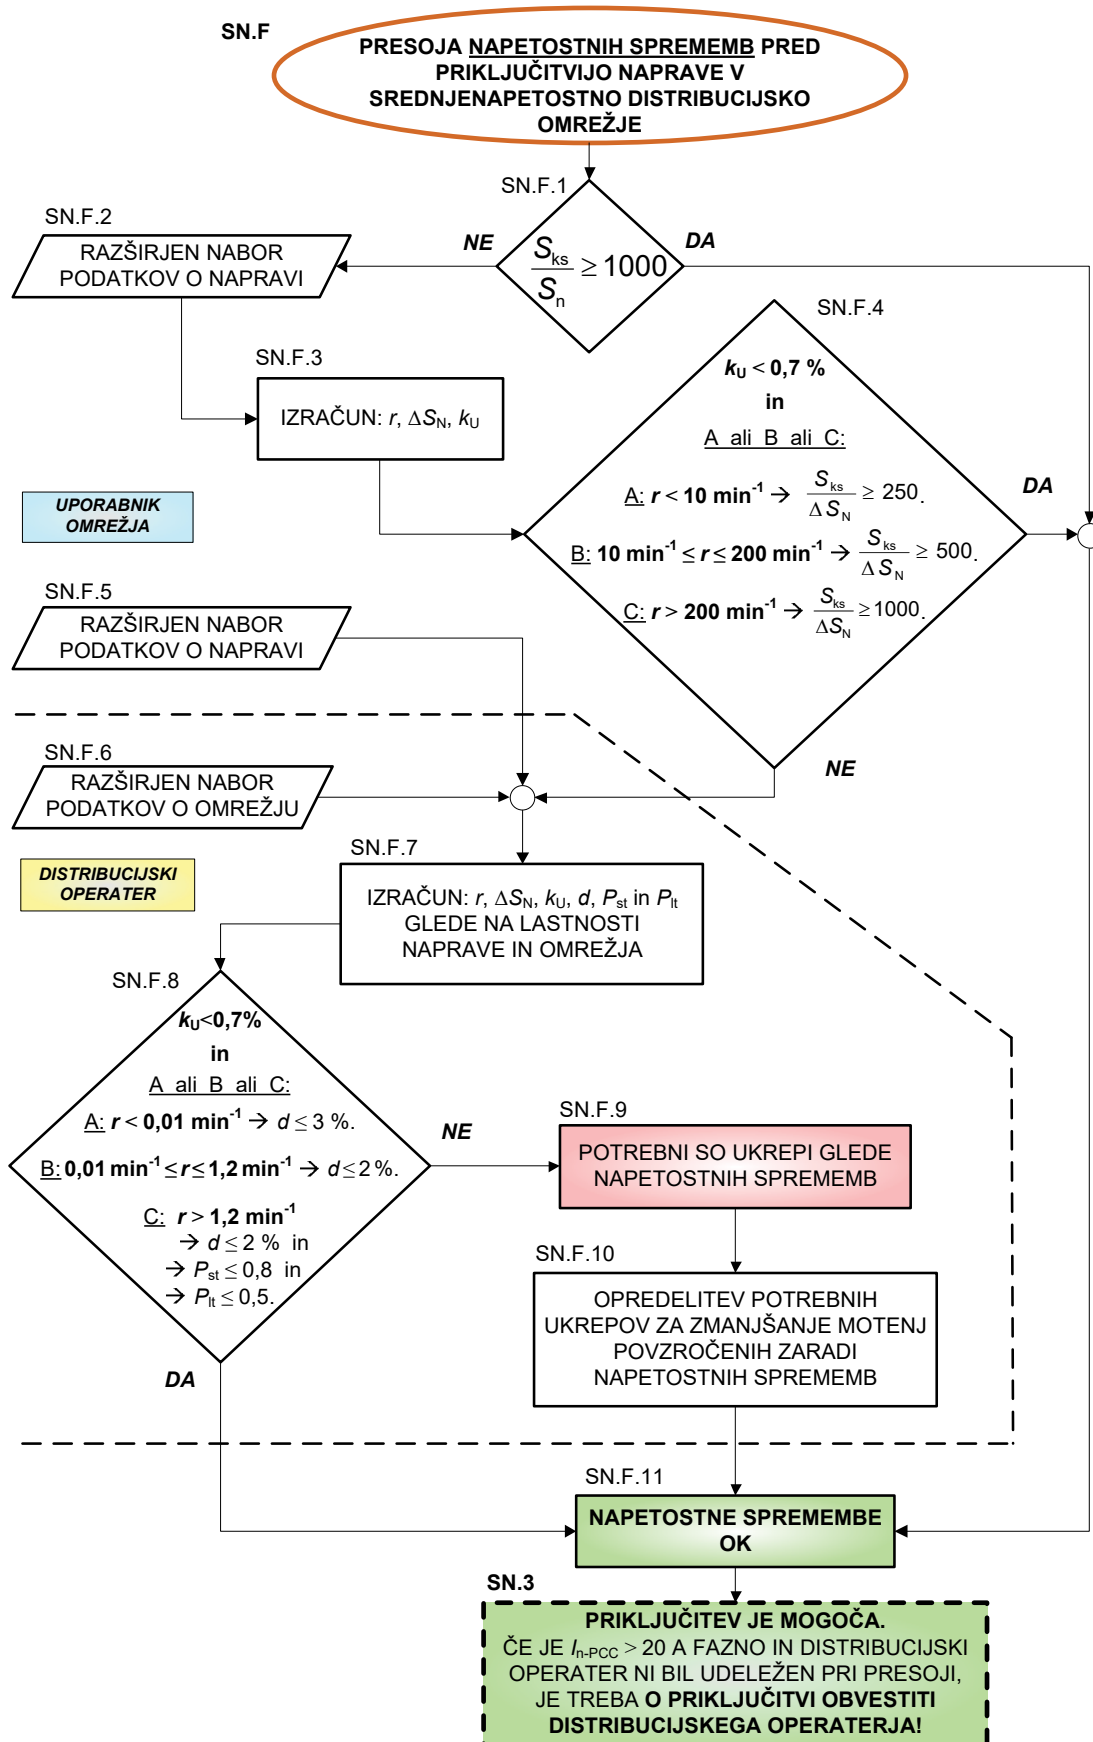 SN.F
PRESOJA NAPETOSTNIH SPREMEMB PRED
PRIKLJUČITVIJO NAPRAVE V
SREDNJENAPETOSTNO DISTRIBUCIJSKO
OMREŽJE
SN.F.1
S_ks / S_n ≥ 1000
NE
DA
SN.F.2
RAZŠIRJEN NABOR
PODATKOV O NAPRAVI
SN.F.3
IZRAČUN: r, ΔS_N, k_U
SN.F.4
k_U < 0,7 %
in
A ali B ali C:
A: r < 10 min⁻¹ → S_ks / ΔS_N ≥ 250.
B: 10 min⁻¹ ≤ r ≤ 200 min⁻¹ → S_ks / ΔS_N ≥ 500.
C: r > 200 min⁻¹ → S_ks / ΔS_N ≥ 1000.
DA
NE
UPORABNIK
OMREŽJA
SN.F.5
RAZŠIRJEN NABOR
PODATKOV O NAPRAVI
SN.F.6
RAZŠIRJEN NABOR
PODATKOV O OMREŽJU
DISTRIBUCIJSKI
OPERATER
SN.F.7
IZRAČUN: r, ΔS_N, k_U, d, P_st in P_lt
GLEDE NA LASTNOSTI
NAPRAVE IN OMREŽJA
SN.F.8
k_U<0,7%
in
A ali B ali C:
A: r < 0,01 min⁻¹ → d ≤ 3 %.
B: 0,01 min⁻¹ ≤ r ≤ 1,2 min⁻¹ → d ≤ 2 %.
C: r > 1,2 min⁻¹
→ d ≤ 2 % in
→ P_st ≤ 0,8 in
→ P_lt ≤ 0,5.
NE
DA
SN.F.9
POTREBNI SO UKREPI GLEDE
NAPETOSTNIH SPREMEMB
SN.F.10
OPREDELITEV POTREBNIH
UKREPOV ZA ZMANJŠANJE MOTENJ
POVZROČENIH ZARADI
NAPETOSTNIH SPREMEMB
SN.F.11
NAPETOSTNE SPREMEMBE
OK
SN.3
PRIKLJUČITEV JE MOGOČA.
ČE JE I_n-PCC > 20 A FAZNO IN DISTRIBUCIJSKI
OPERATER NI BIL UDELEŽEN PRI PRESOJI,
JE TREBA O PRIKLJUČITVI OBVESTITI
DISTRIBUCIJSKEGA OPERATERJA!